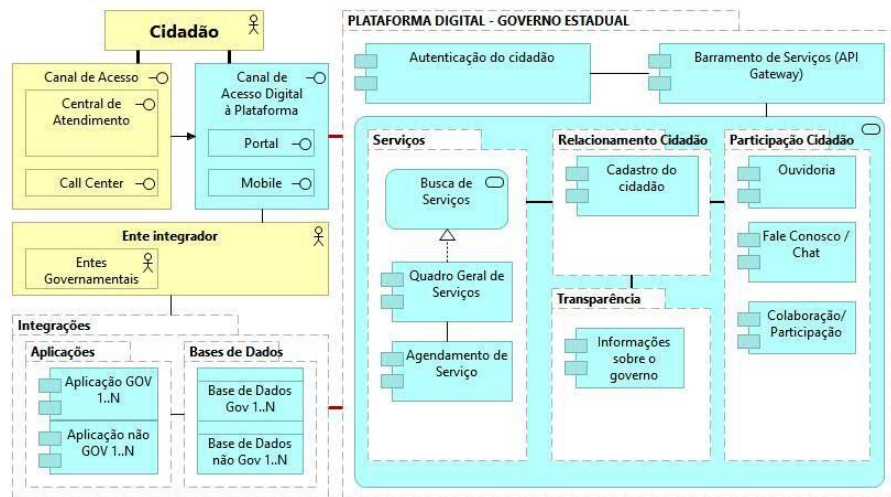 Cidadão
Canal de Acesso
Central de
Atendimento
Call Center
Canal de
Acesso Digital
à Plataforma
Portal
Mobile
Ente integrador
Entes
Governamentais
Integrações
Aplicações
Aplicação GOV
1..N
Aplicação não
GOV 1..N
Bases de Dados
Base de Dados
Gov 1..N
Base de Dados
não Gov 1..N
PLATAFORMA DIGITAL - GOVERNO ESTADUAL
Autenticação do cidadão
Barramento de Serviços (API
Gateway)
Serviços
Busca de
Serviços
Quadro Geral de
Serviços
Agendamento de
Serviço
Relacionamento Cidadão
Cadastro do
cidadão
Transparência
Informações
sobre o
governo
Participação Cidadão
Ouvidoria
Fale Conosco /
Chat
Colaboração/
Participação